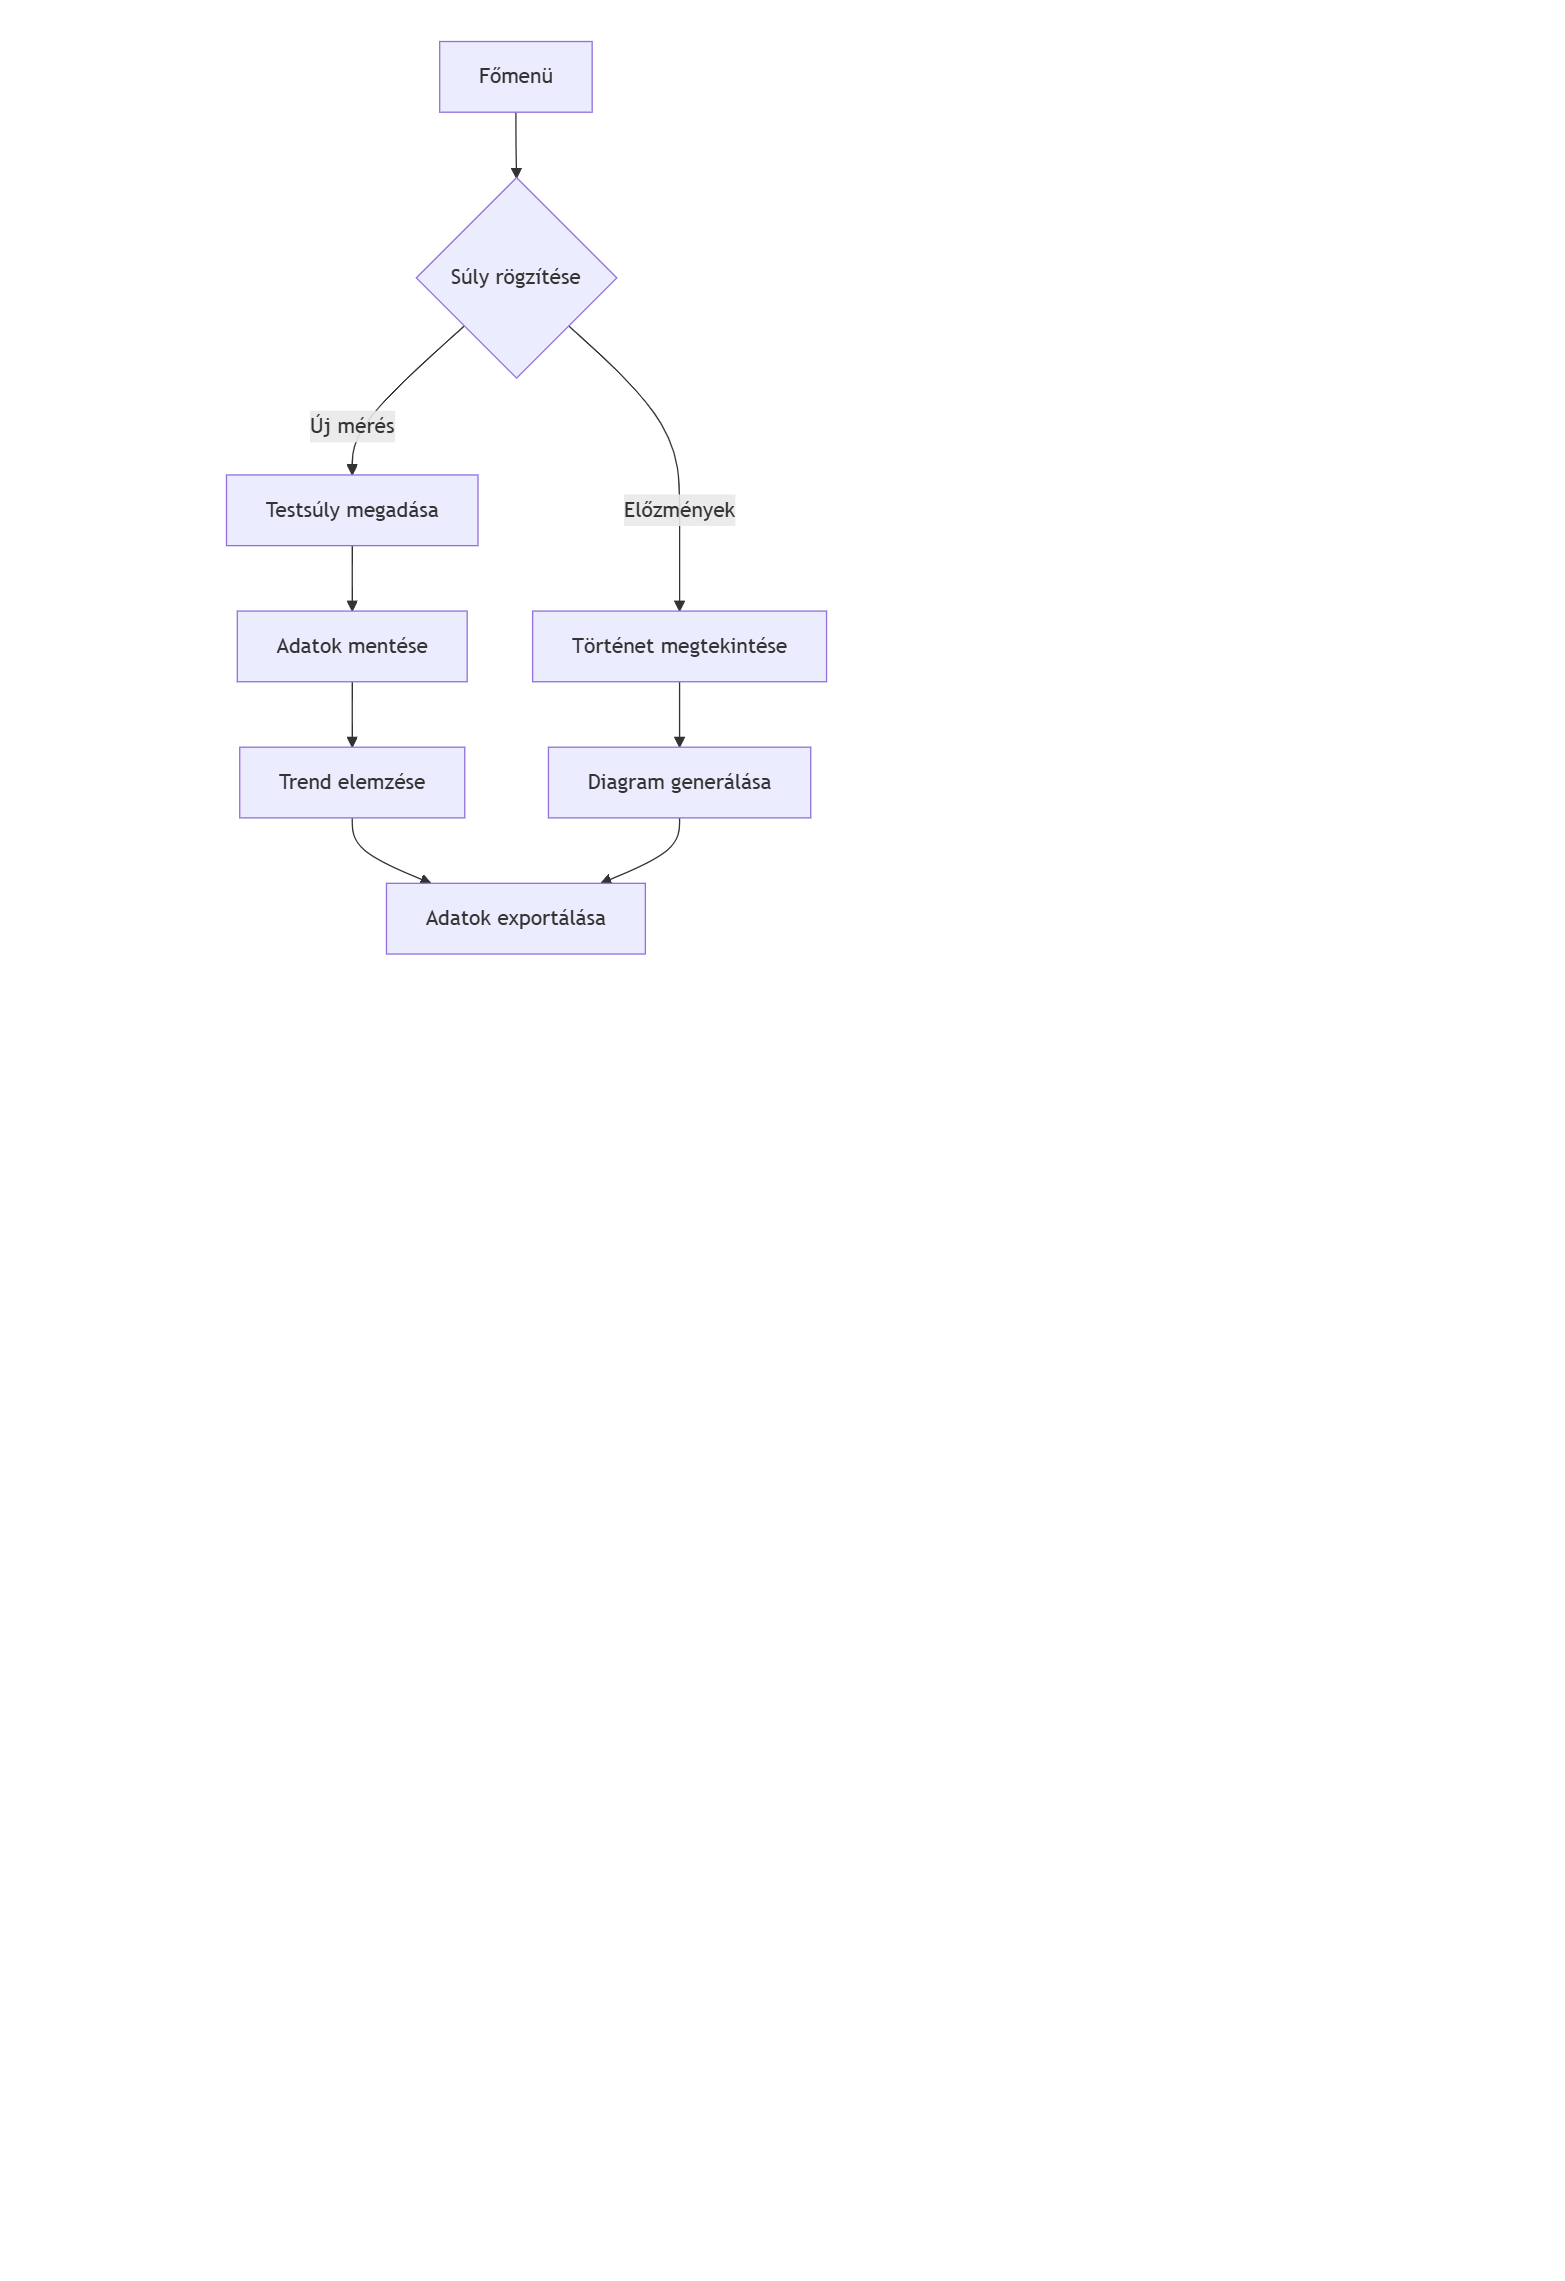 Főmenü
Súly rögzítése
Új mérés
Testsúly megadása
Előzmények
Adatok mentése
Történet megtekintése
Trend elemzése
Diagram generálása
Adatok exportálása